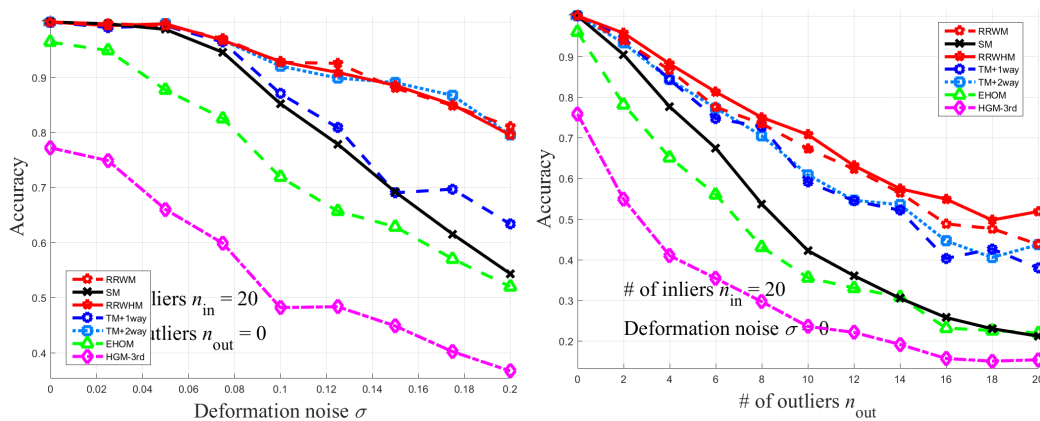 Accuracy
0.9
0.8
0.7
0.6
0.5
0.4
RRWM
SM
RRWHM
TM+1way
TM+2way
EHOM
HGM-3rd
liers n_in = 20
outliers n_out = 0
0 0.02 0.04 0.06 0.08 0.1 0.12 0.14 0.16 0.18 0.2
Deformation noise σ
Accuracy
1
0.9
0.8
0.7
0.6
0.5
0.4
0.3
0.2
RRWM
SM
RRWHM
TM+1way
TM+2way
EHOM
HGM-3rd
# of inliers n_in = 20
Deformation noise σ = 0
0 2 4 6 8 10 12 14 16 18 20
# of outliers n_out